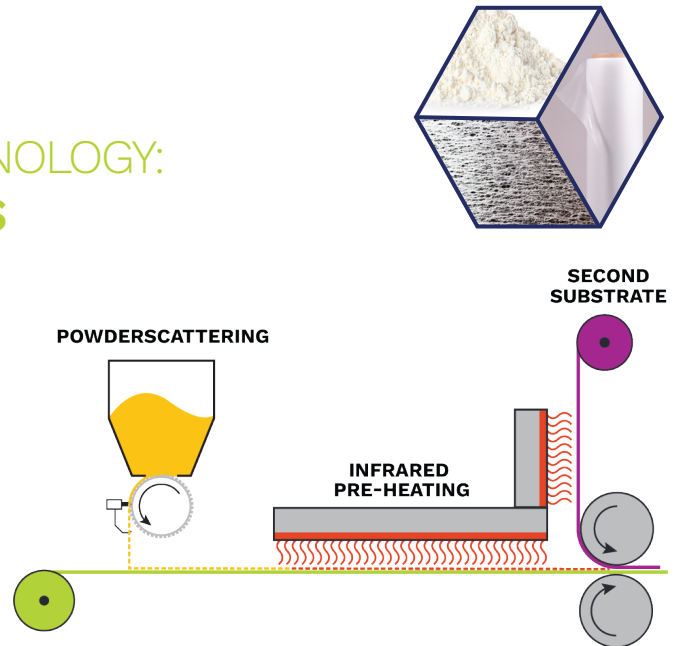 NOLOGY:
S
SECOND
SUBSTRATE
POWDERSCATTERING
INFRARED
PRE-HEATING